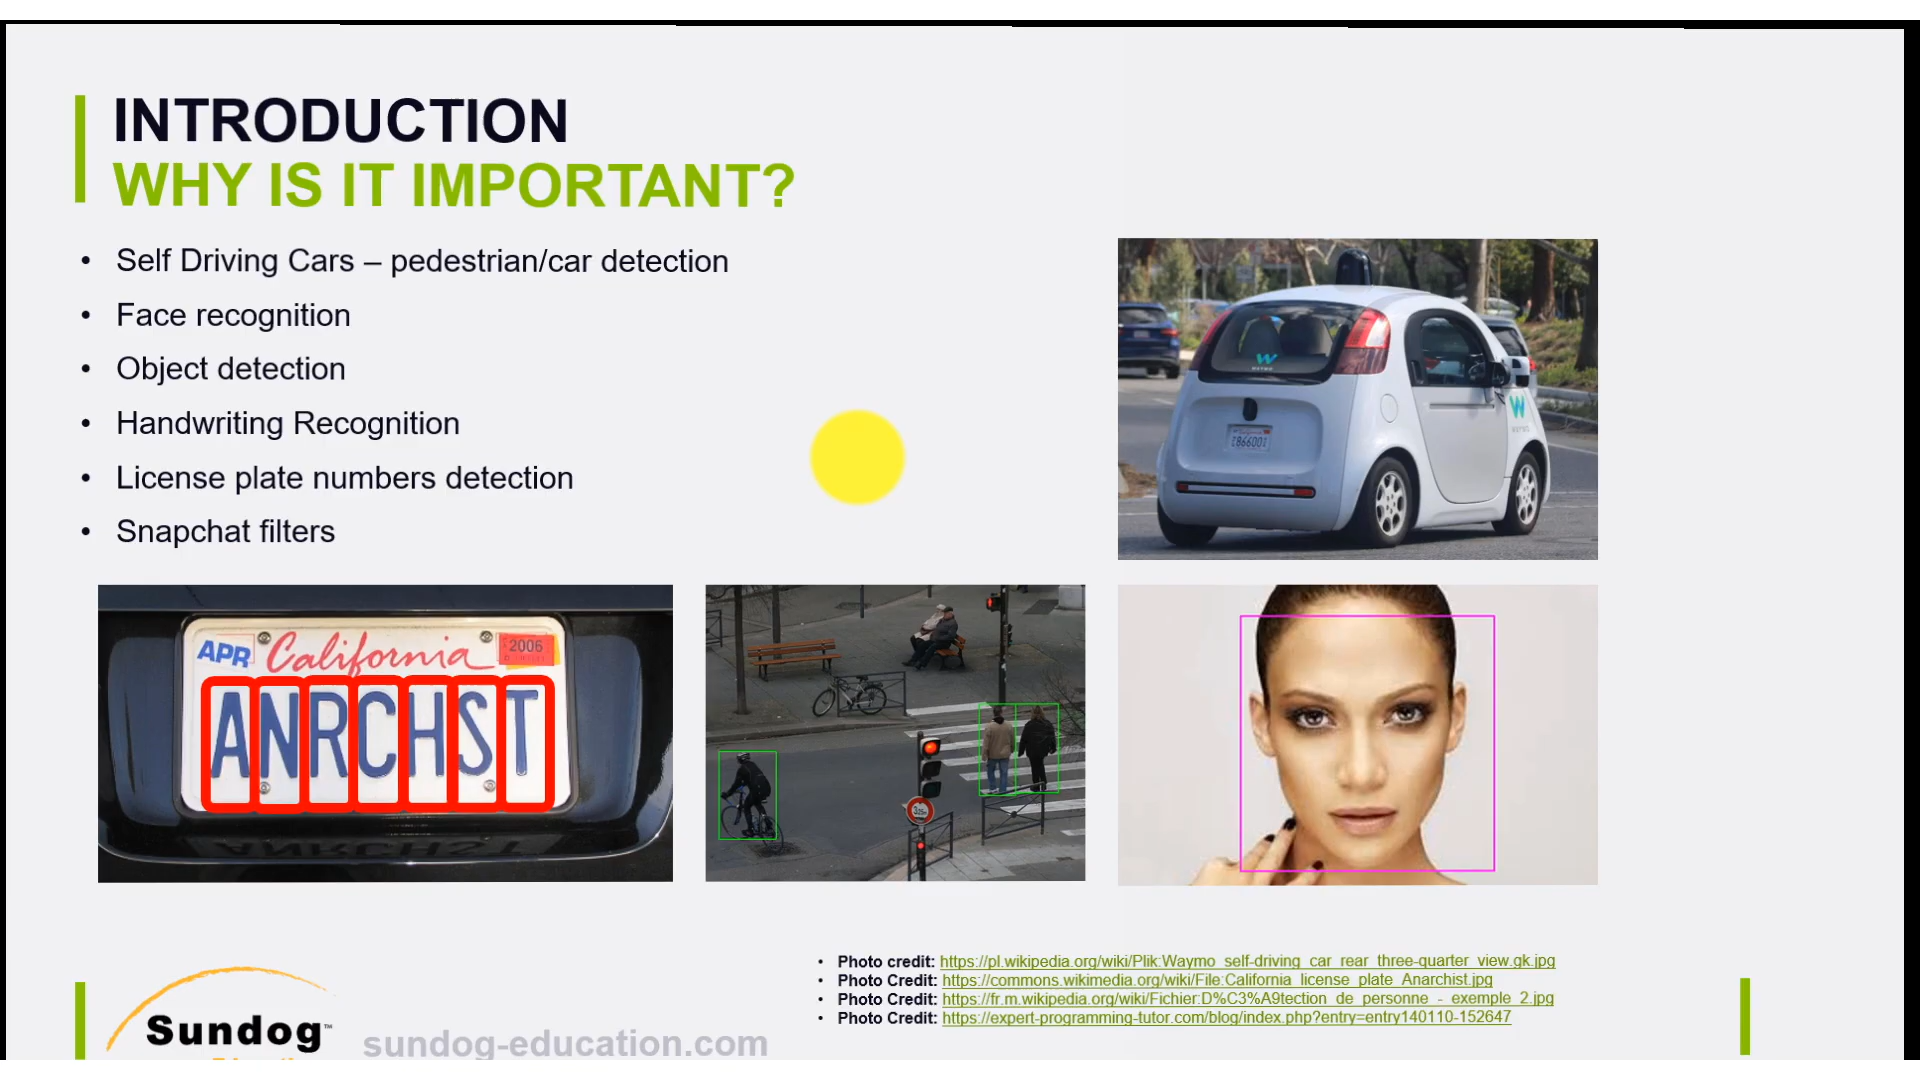 INTRODUCTION
WHY IS IT IMPORTANT?
• Self Driving Cars – pedestrian/car detection
• Face recognition
• Object detection
• Handwriting Recognition
• License plate numbers detection
• Snapchat filters
W
W
APR California 2006
ANRCHST
• Photo credit: https://pl.wikipedia.org/wiki/Plik:Waymo_self-driving_car_rear_three-quarter_view.gk.jpg
• Photo Credit: https://commons.wikimedia.org/wiki/File:California_license_plate_Anarchist.jpg
• Photo Credit: https://fr.m.wikipedia.org/wiki/Fichier:D%C3%A9tection_de_personne_-_exemple_2.jpg
• Photo Credit: https://expert-programming-tutor.com/blog/index.php?entry=entry140110-152647
Sundog™
sundog-education.com